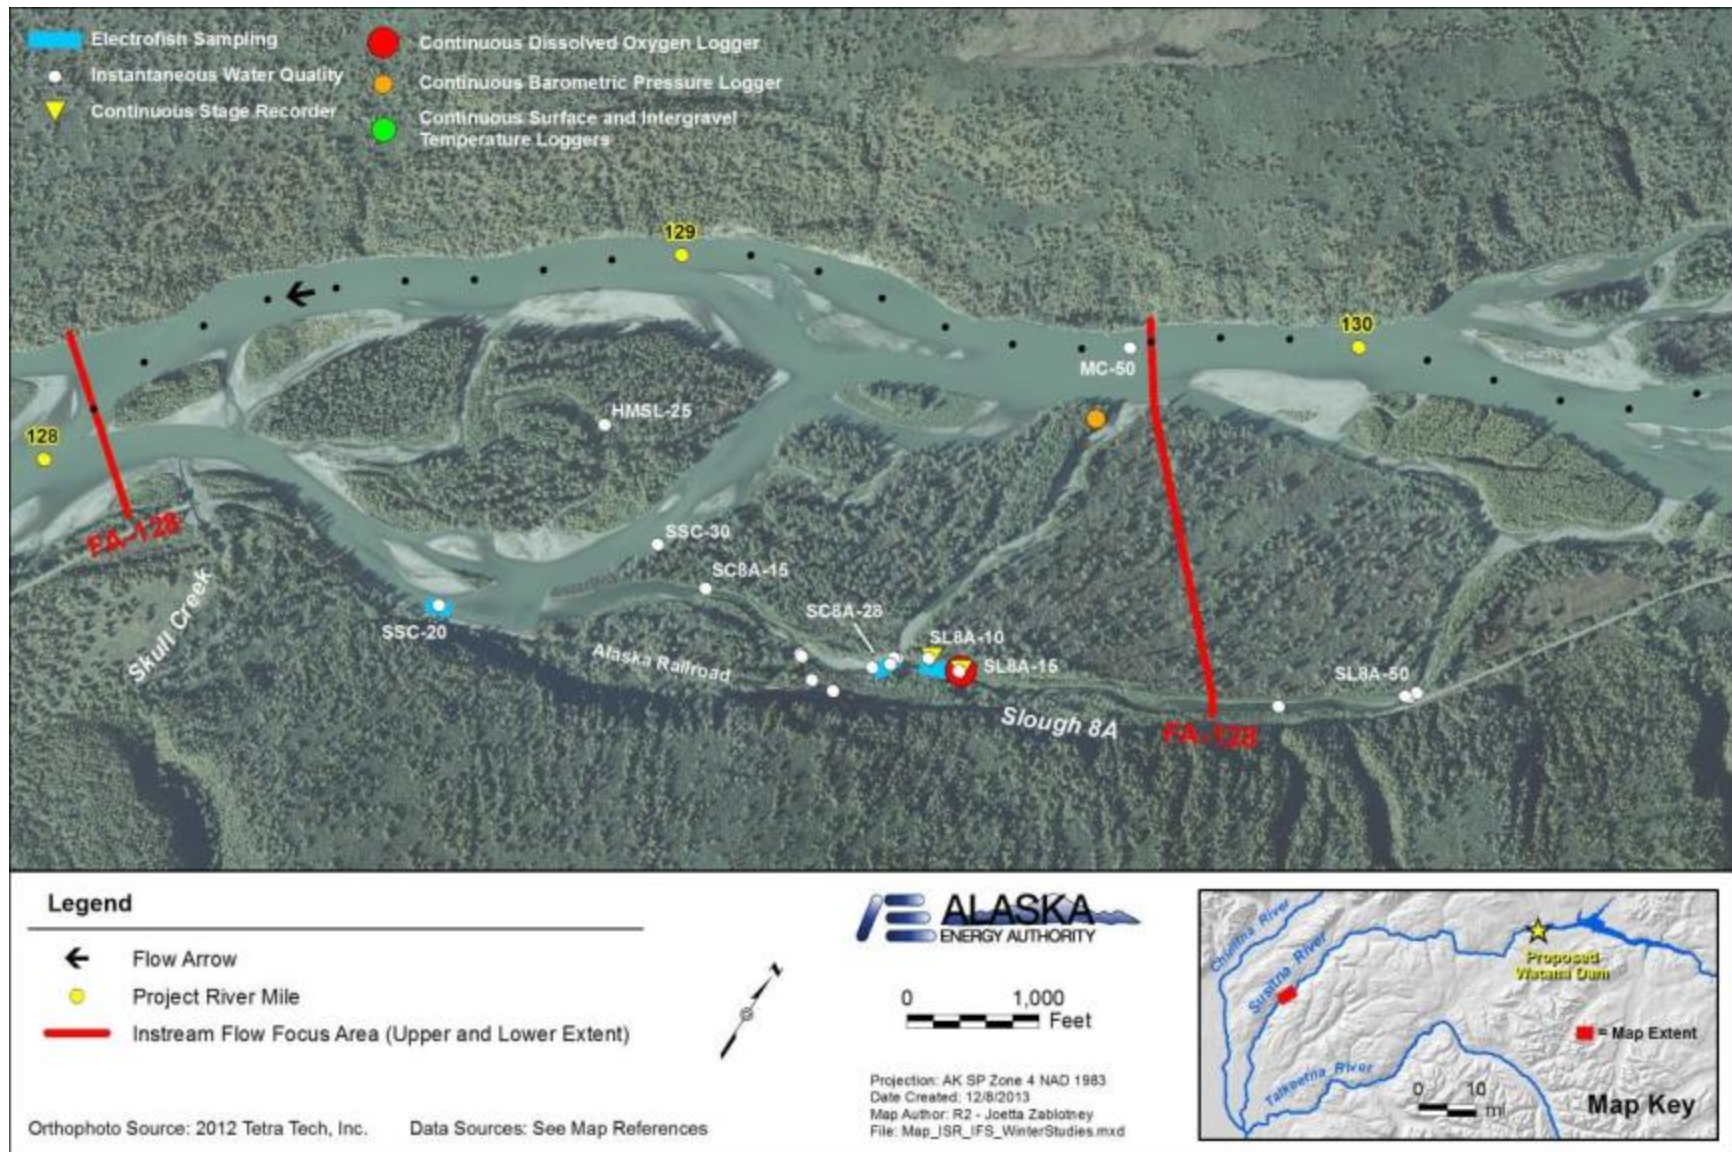 Electrofish Sampling
Instantaneous Water Quality
Continuous Stage Recorder
Continuous Dissolved Oxygen Logger
Continuous Barometric Pressure Logger
Continuous Surface and Intergravel
Temperature Loggers
129
130
MC-50
HMSL-25
128
FA-128
SSC-30
SC8A-15
Skull Creek
SSC-20
SC8A-28
SL8A-10
Alaska Railroad
SL8A-15
SL8A-50
Slough 8A
FA-128
Legend
Flow Arrow
Project River Mile
Instream Flow Focus Area (Upper and Lower Extent)
Orthophoto Source: 2012 Tetra Tech, Inc.
Data Sources: See Map References
N
ALASKA
ENERGY AUTHORITY
0 1,000
Feet
Projection: AK SP Zone 4 NAD 1983
Date Created: 12/8/2013
Map Author: R2 - Joetta Zablotney
File: Map_ISR_IFS_WinterStudies.mxd
Chulitna River
Susitna River
Proposed
Watana Dam
= Map Extent
Talkeetna River
0 10
mi
Map Key